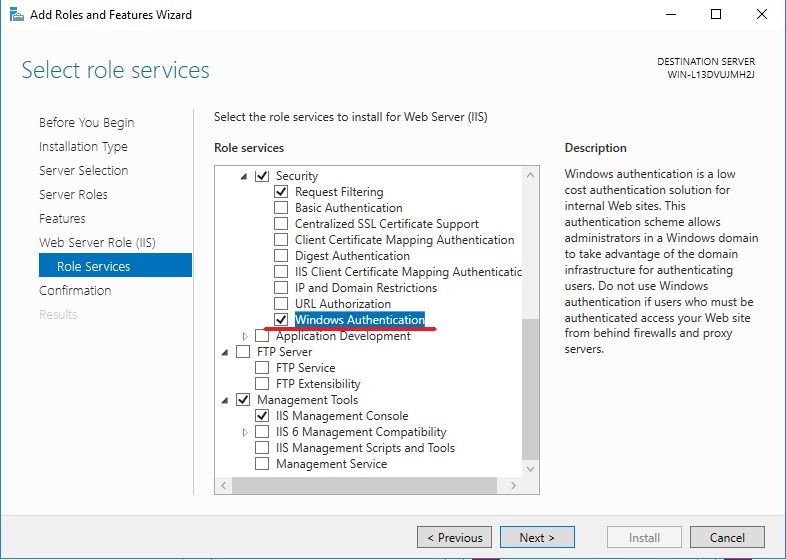 Add Roles and Features Wizard
Select role services
DESTINATION SERVER
WIN-L13DVUJMH2J
Before You Begin
Installation Type
Server Selection
Server Roles
Features
Web Server Role (IIS)
Role Services
Confirmation
Results
Select the role services to install for Web Server (IIS)
Role services
Security
Request Filtering
Basic Authentication
Centralized SSL Certificate Support
Client Certificate Mapping Authentication
Digest Authentication
IIS Client Certificate Mapping Authenticatic
IP and Domain Restrictions
URL Authorization
Windows Authentication
Application Development
FTP Server
FTP Service
FTP Extensibility
Management Tools
IIS Management Console
IIS 6 Management Compatibility
IIS Management Scripts and Tools
Management Service
Description
Windows authentication is a low
cost authentication solution for
internal Web sites. This
authentication scheme allows
administrators in a Windows domain
to take advantage of the domain
infrastructure for authenticating
users. Do not use Windows
authentication if users who must be
authenticated access your Web site
from behind firewalls and proxy
servers.
< Previous
Next >
Install
Cancel